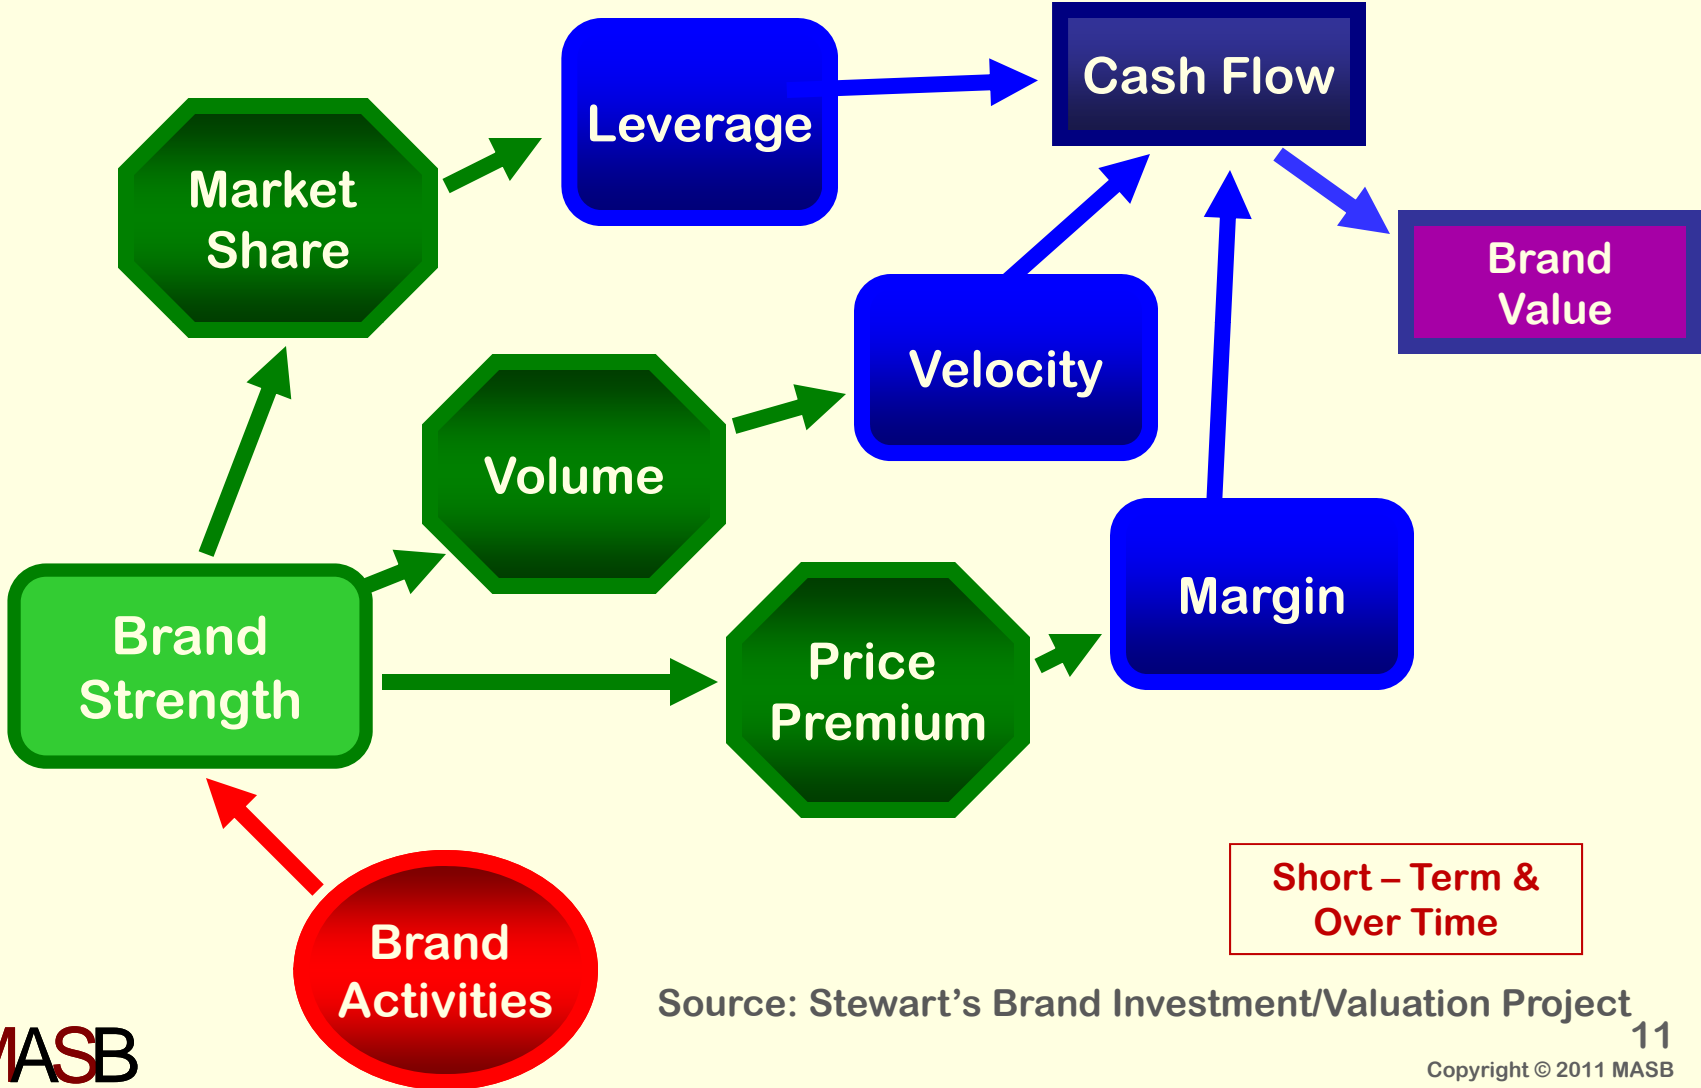 Cash Flow
Leverage
Market
Share
Brand
Value
Velocity
Volume
Margin
Brand
Strength
Price
Premium
Short – Term &
Over Time
Brand
Activities
Source: Stewart's Brand Investment/Valuation Project
11
MASB
Copyright © 2011 MASB